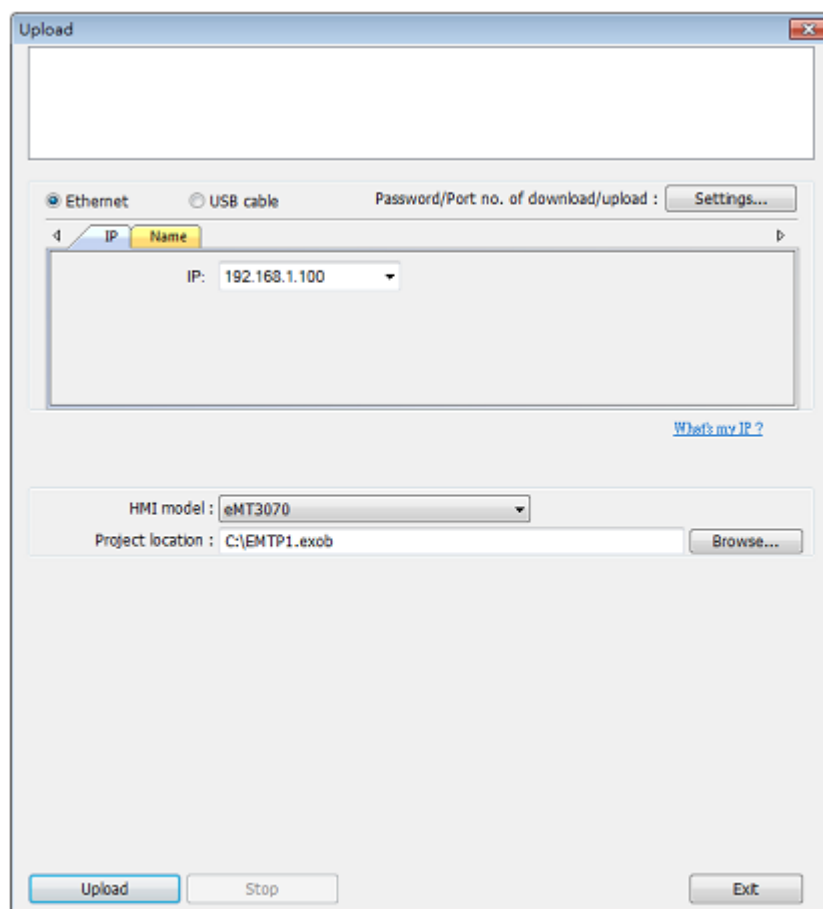 Upload
Ethernet USB cable Password/Port no. of download/upload : Settings...
IP Name
IP: 192.168.1.100
What's my IP ?
HMI model : eMT3070
Project location : C:\EMTP1.exob Browse...
Upload Stop Exit